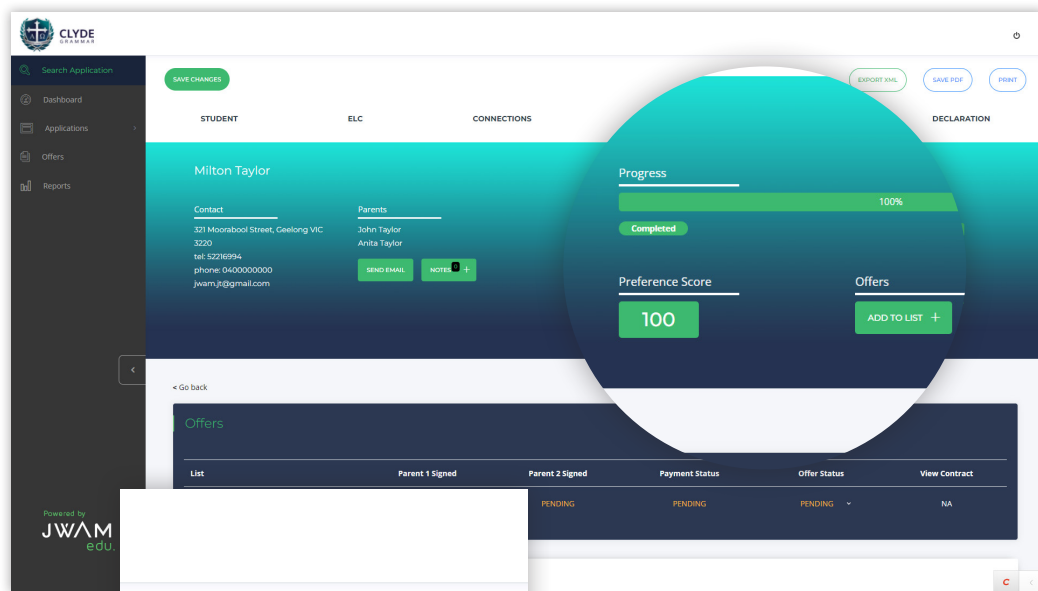 CLYDE
GRAMMAR
Search Application
Dashboard
Applications
Offers
Reports
Powered by
JWAM
edu.
SAVE CHANGES
EXPORT XML
SAVE PDF
PRINT
STUDENT
ELC
CONNECTIONS
DECLARATION
Milton Taylor
Contact
321 Moorabool Street, Geelong VIC
3220
tel: 52216994
phone: 0400000000
jwam.jt@gmail.com
Parents
John Taylor
Anita Taylor
SEND EMAIL
NOTES 0 +
Progress
100%
Completed
Preference Score
100
Offers
ADD TO LIST +
< Go back
Offers
List Parent 1 Signed Parent 2 Signed Payment Status Offer Status View Contract
PENDING PENDING PENDING NA
C